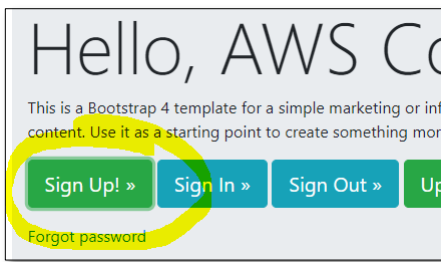 Hello, AWS Co
This is a Bootstrap 4 template for a simple marketing or inf
content. Use it as a starting point to create something mor
Sign Up! » Sign In » Sign Out » Up
Forgot password